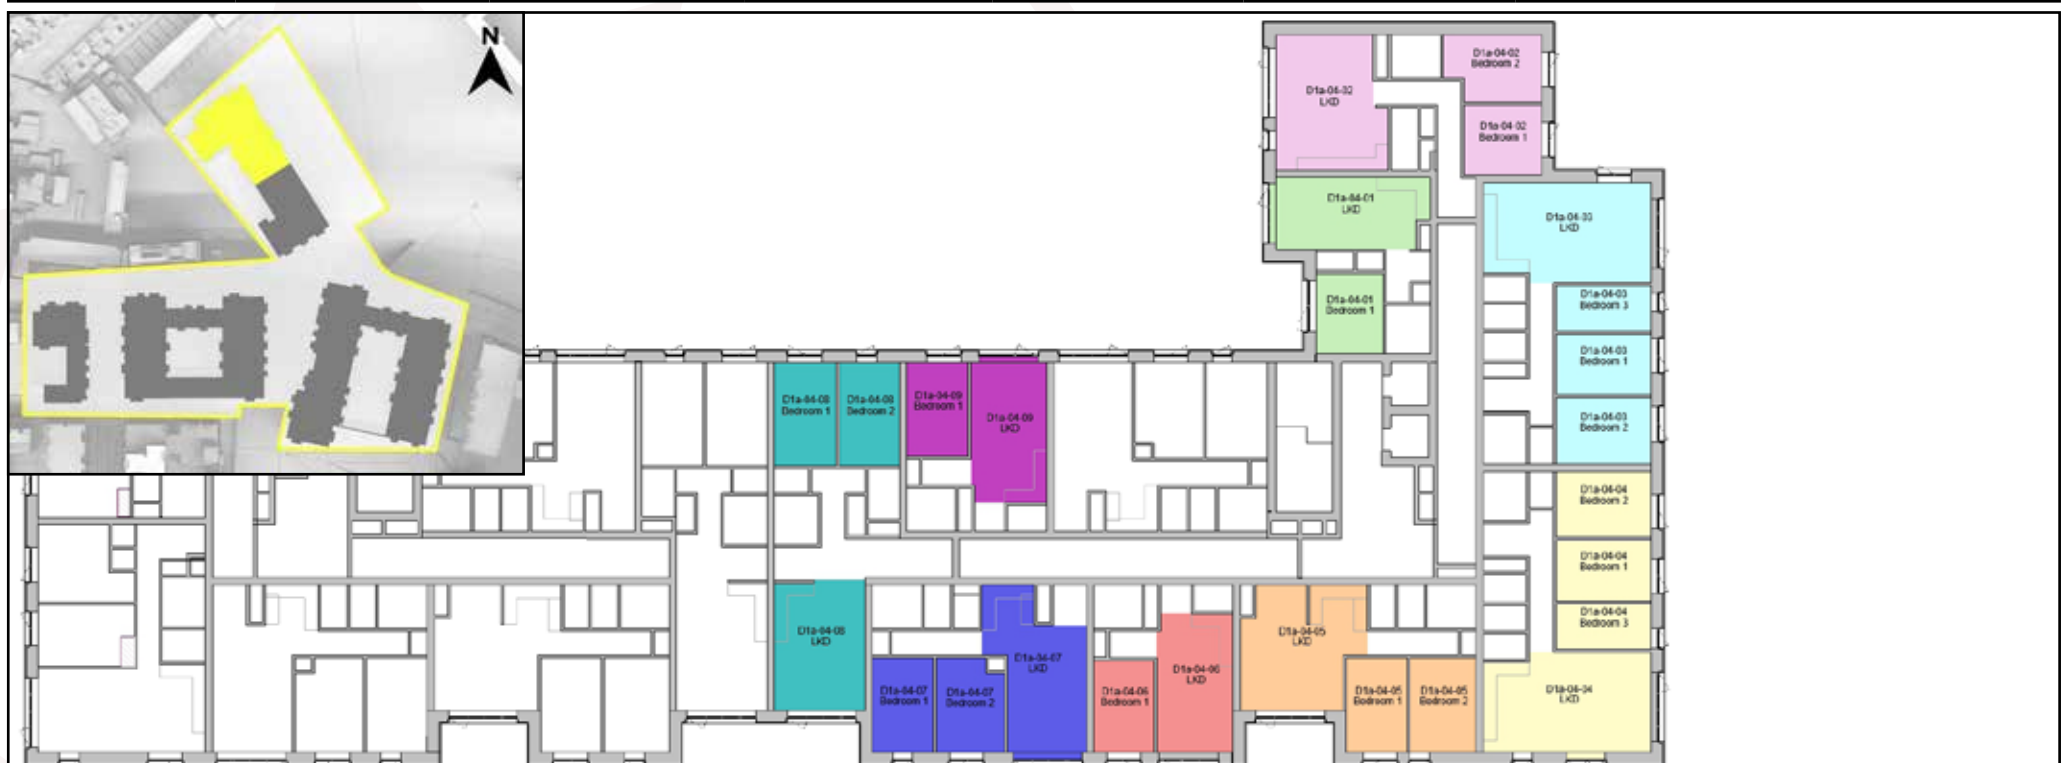 N
D1a-04-02
Bedroom 2
D1a-04-02
LKD
D1a-04-02
Bedroom 1
D1a-04-01
LKD
D1a-04-03
LKD
D1a-04-01
Bedroom 1
D1a-04-03
Bedroom 3
D1a-04-03
Bedroom 1
D1a-04-03
Bedroom 2
D1a-04-08
Bedroom 1
D1a-04-08
Bedroom 2
D1a-04-09
Bedroom 1
D1a-04-09
LKD
D1a-04-04
Bedroom 2
D1a-04-04
Bedroom 1
D1a-04-04
Bedroom 3
D1a-04-08
LKD
D1a-04-07
LKD
D1a-04-07
Bedroom 1
D1a-04-07
Bedroom 2
D1a-04-06
Bedroom 1
D1a-04-06
LKD
D1a-04-05
LKD
D1a-04-05
Bedroom 1
D1a-04-05
Bedroom 2
D1a-04-04
LKD